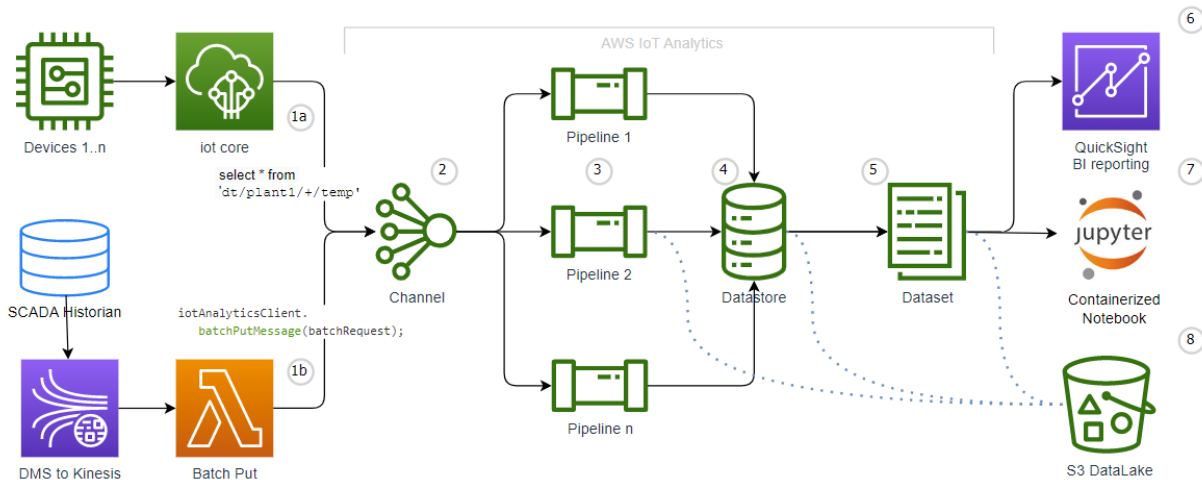 AWS IoT Analytics
6
1a
Devices 1..n
iot core
Pipeline 1
QuickSight
BI reporting
select * from
'dt/plant1/+/temp'
2
3
4
5
7
jupyter
SCADA Historian
Channel
Pipeline 2
Datastore
Dataset
Containerized
Notebook
iotAnalyticsClient.
batchPutMessage(batchRequest);
1b
8
DMS to Kinesis
Batch Put
Pipeline n
S3 DataLake